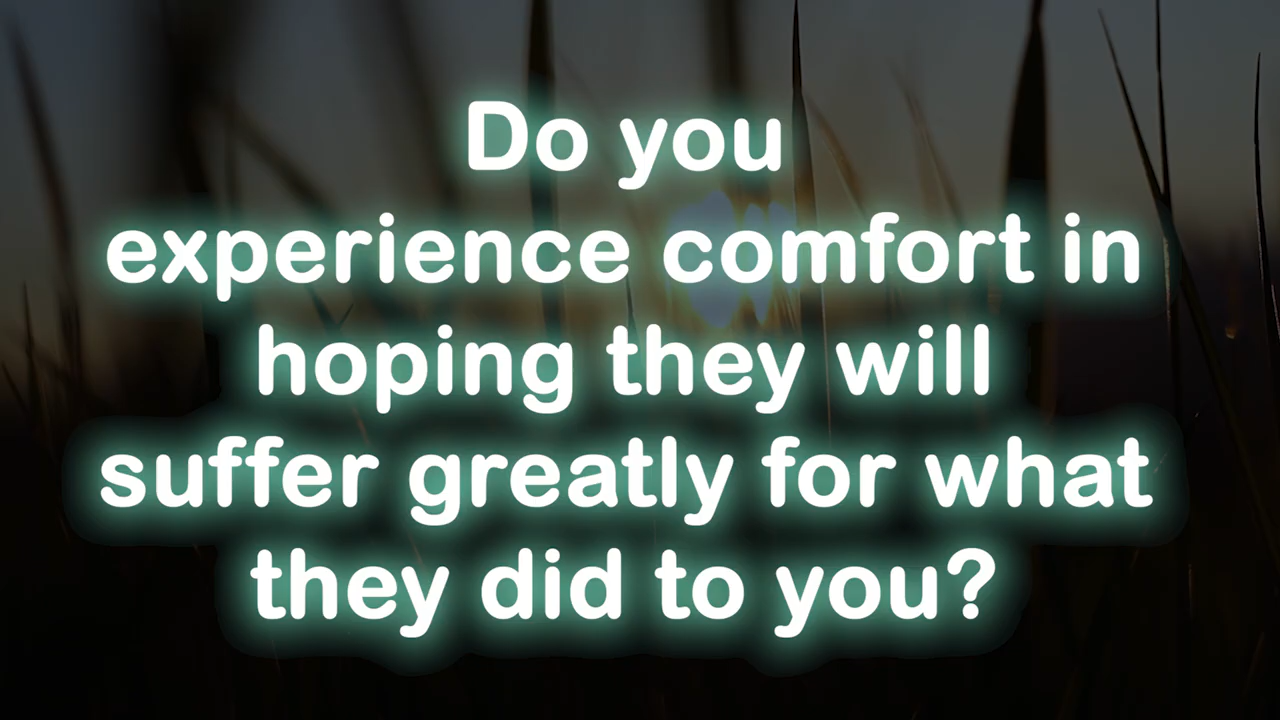 Do you
experience comfort in
hoping they will
suffer greatly for what
they did to you?